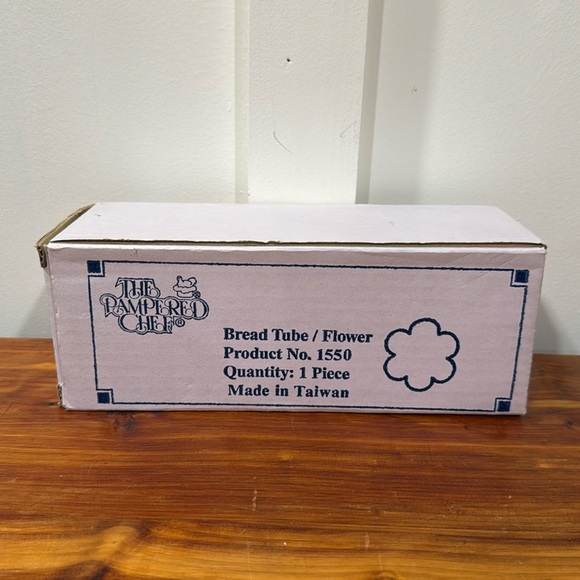 THE
PAMPERED
CHEF®
Bread Tube / Flower
Product No. 1550
Quantity: 1 Piece
Made in Taiwan